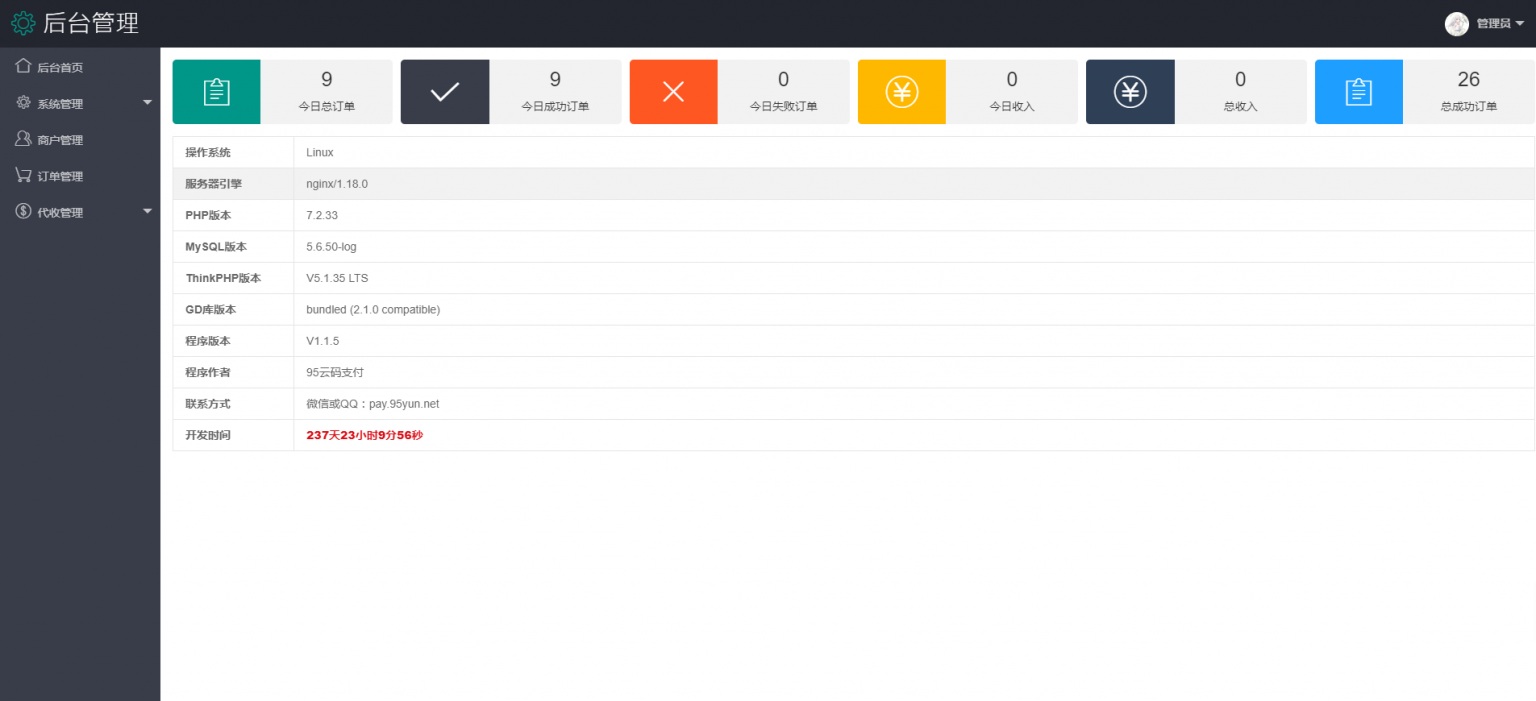 后台管理
管理员
后台首页
系统管理
商户管理
订单管理
代收管理
9
今日总订单
9
今日成功订单
0
今日失败订单
0
今日收入
0
总收入
26
总成功订单
操作系统 Linux
服务器引擎 nginx/1.18.0
PHP版本 7.2.33
MySQL版本 5.6.50-log
ThinkPHP版本 V5.1.35 LTS
GD库版本 bundled (2.1.0 compatible)
程序版本 V1.1.5
程序作者 95云码支付
联系方式 微信或QQ：pay.95yun.net
开发时间 237天23小时9分56秒